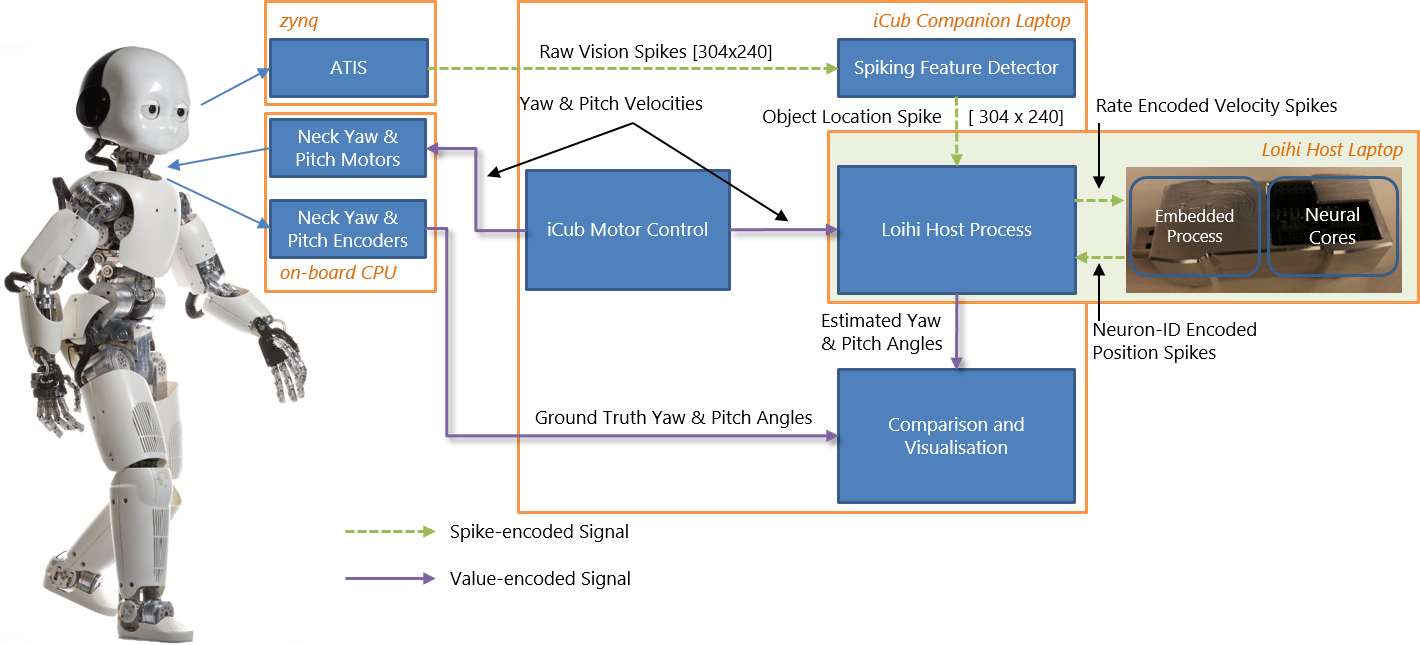 zynq
iCub Companion Laptop
ATIS
Raw Vision Spikes [304x240]
Spiking Feature Detector
Yaw & Pitch Velocities
Object Location Spike
[ 304 x 240]
Rate Encoded Velocity Spikes
Neck Yaw &
Pitch Motors
Loihi Host Laptop
Neck Yaw &
Pitch Encoders
on-board CPU
iCub Motor Control
Loihi Host Process
Embedded
Process
Neural
Cores
Estimated Yaw
& Pitch Angles
Neuron-ID Encoded
Position Spikes
Ground Truth Yaw & Pitch Angles
Comparison and
Visualisation
Spike-encoded Signal
Value-encoded Signal